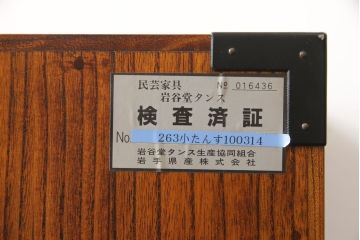 民芸家具 № 016436
岩谷堂タンス
検査済証
No. 263小たんす100314
岩谷堂タンス生産協同組合
岩手県産株式会社